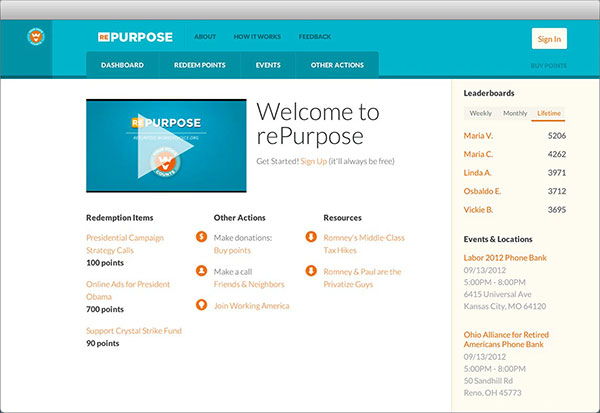 REPURPOSE
ABOUT
HOW IT WORKS
FEEDBACK
Sign In
DASHBOARD
REDEEM POINTS
EVENTS
OTHER ACTIONS
BUY POINTS
REPURPOSE
COUNTS
Welcome to
rePurpose
Get Started! Sign Up (it'll always be free)
Redemption Items
Presidential Campaign
Strategy Calls
100 points
Online Ads for President
Obama
700 points
Support Crystal Strike Fund
90 points
Other Actions
Make donations:
Buy points
Make a call
Friends & Neighbors
Join Working America
Resources
Romney's Middle-Class
Tax Hikes
Romney & Paul are the
Privatize Guys
Leaderboards
Weekly Monthly Lifetime
Maria V. 5206
Maria C. 4262
Linda A. 3971
Osbaldo E. 3712
Vickie B. 3695
Events & Locations
Labor 2012 Phone Bank
09/13/2012
5:00PM - 8:00PM
6415 Universal Ave
Kansas City, MO 64120
Ohio Alliance for Retired
Americans Phone Bank
09/13/2012
5:00PM - 8:30PM
50 Sandhill Rd
Reno, OH 45773